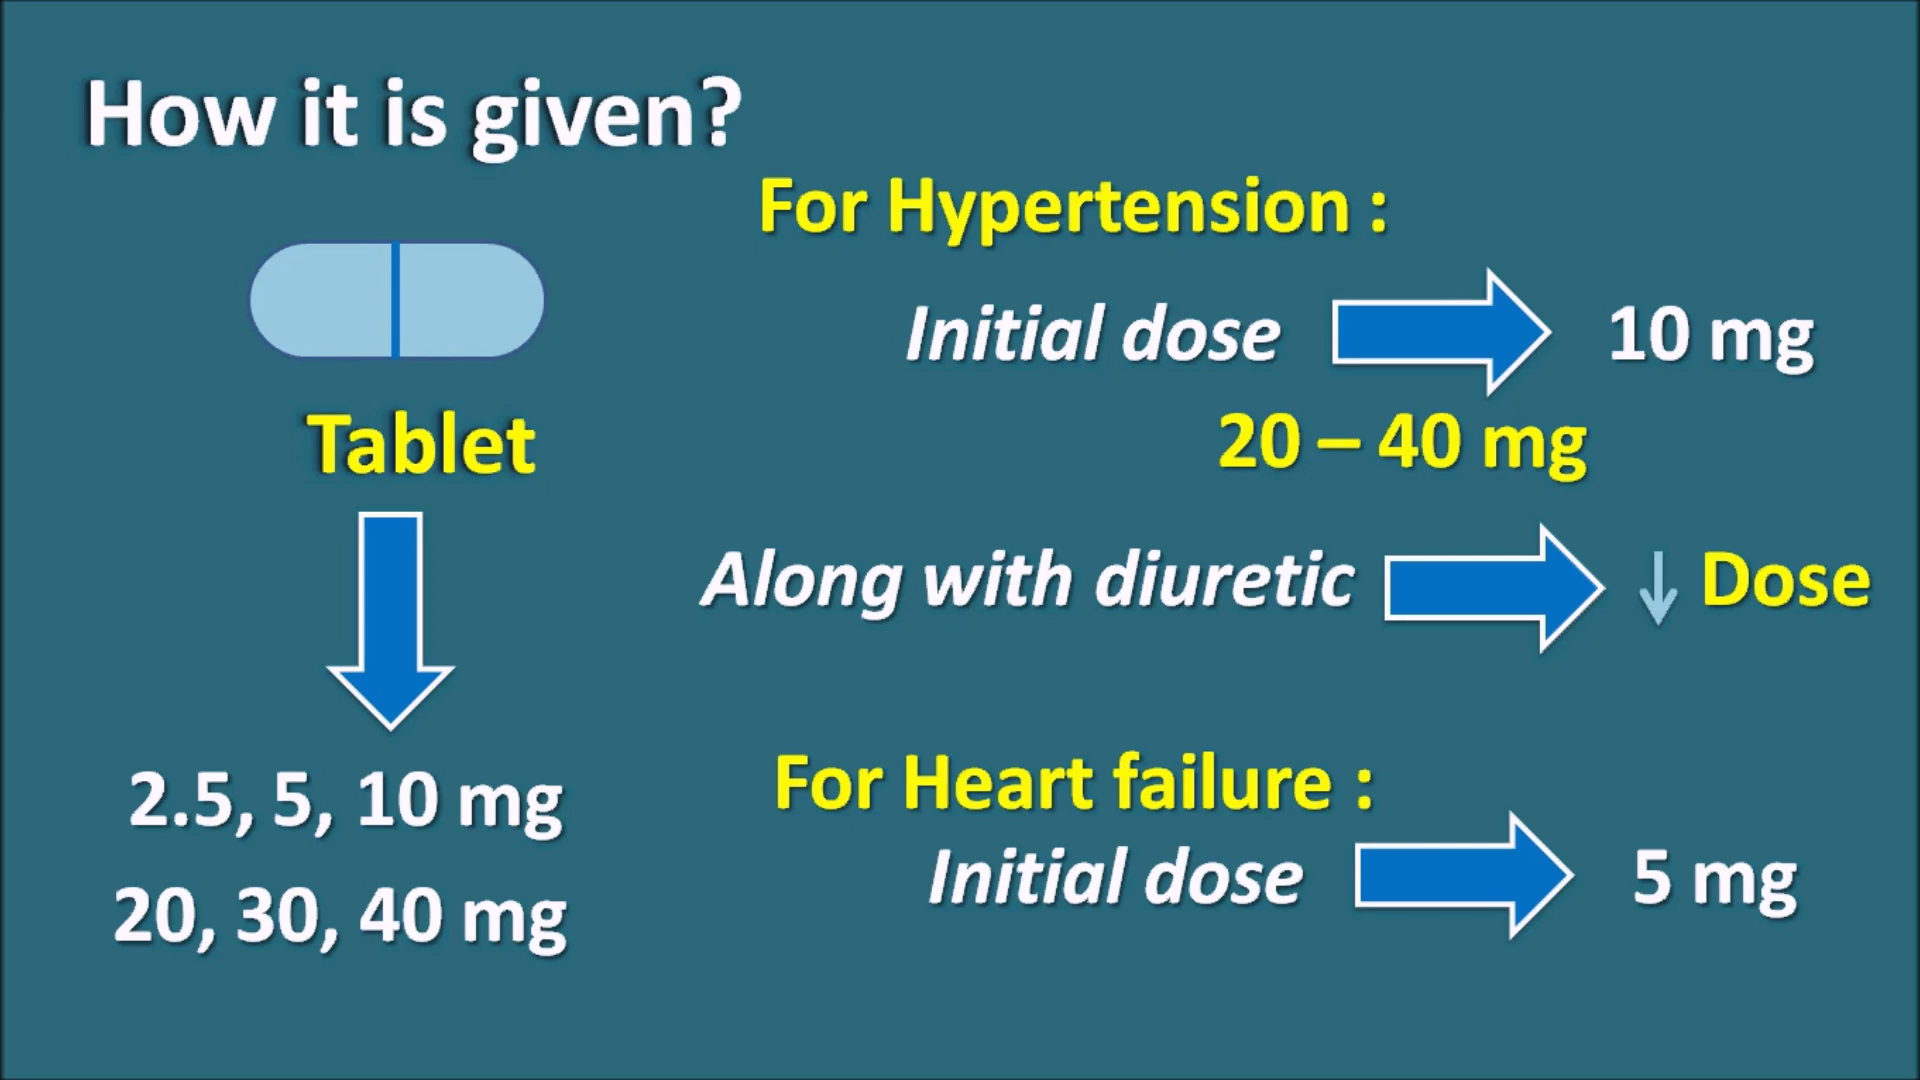 How it is given?
Tablet
2.5, 5, 10 mg
20, 30, 40 mg
For Hypertension :
Initial dose 10 mg
20 – 40 mg
Along with diuretic ↓ Dose
For Heart failure :
Initial dose 5 mg